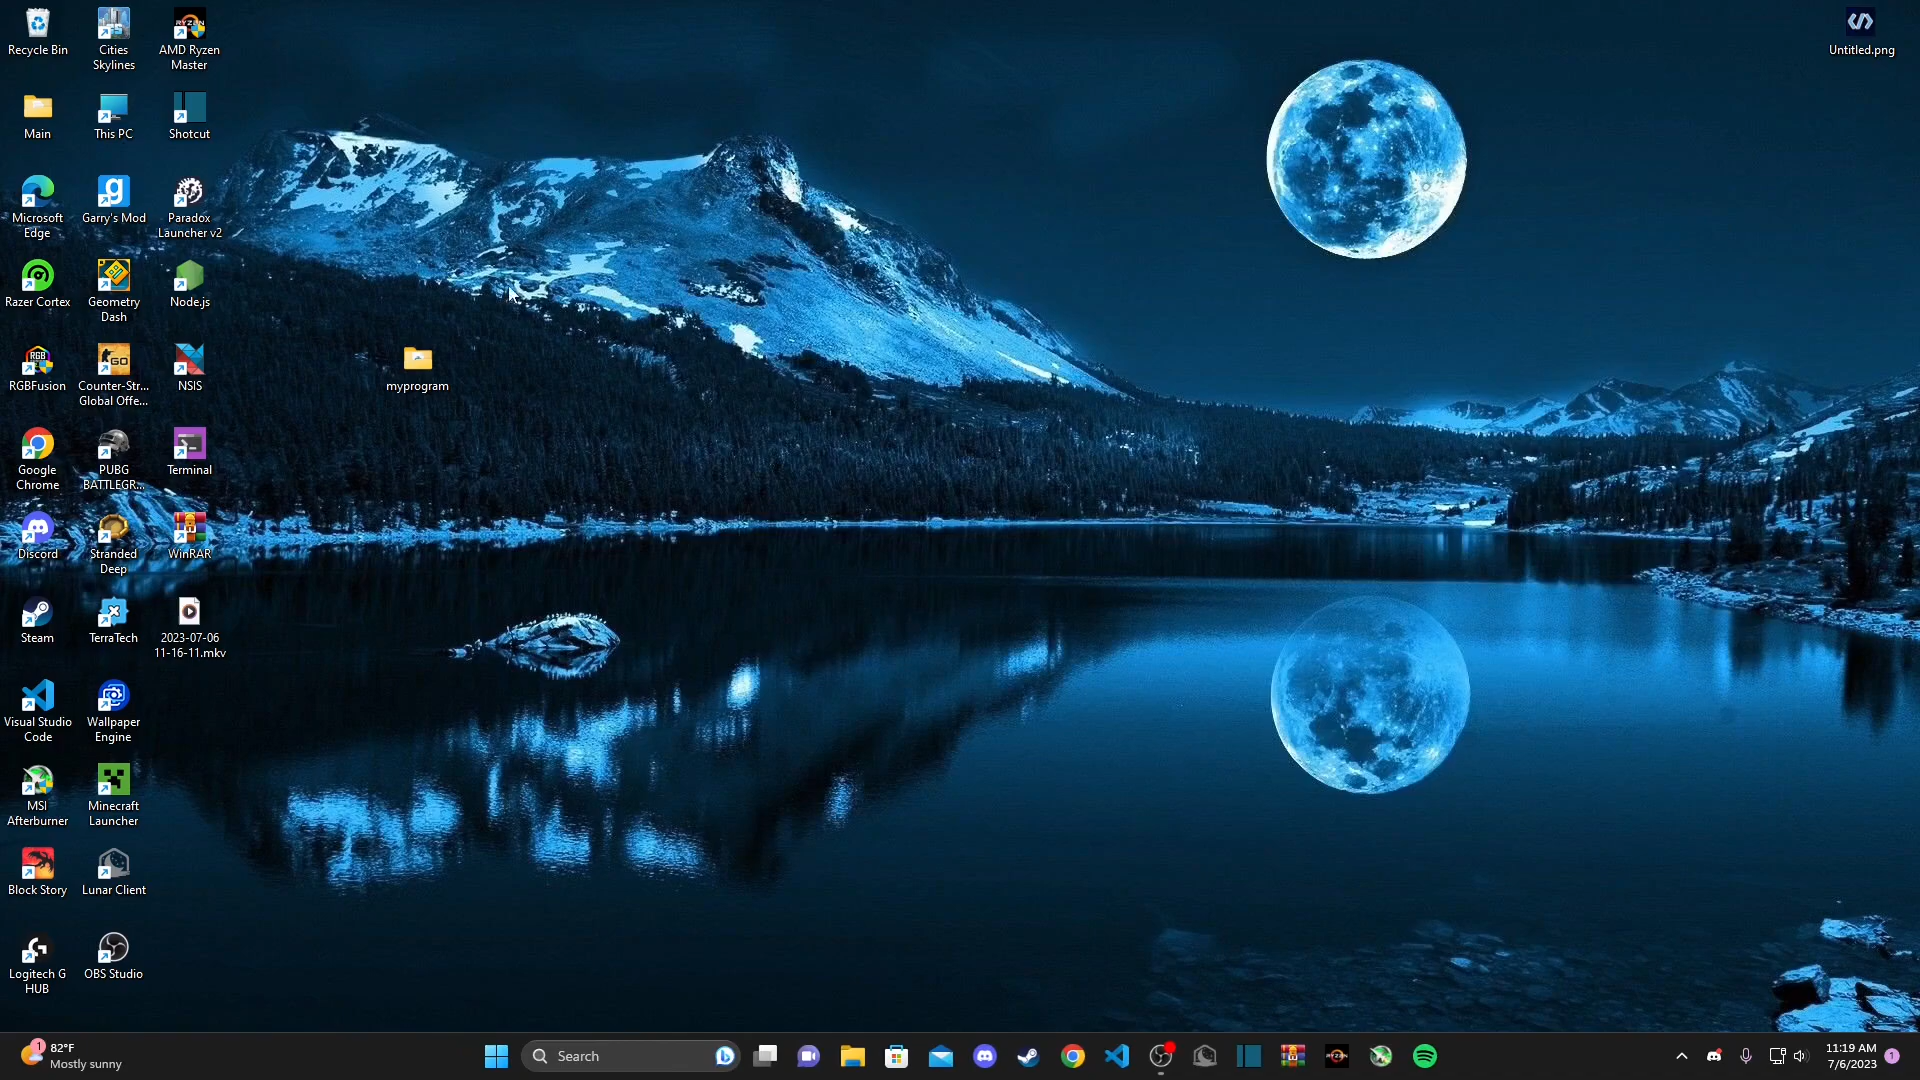 Recycle Bin
Cities
Skylines
AMD Ryzen
Master
Untitled.png
Main
This PC
Shotcut
Microsoft
Edge
Garry's Mod
Paradox
Launcher v2
Razer Cortex
Geometry
Dash
Node.js
RGB
RGBFusion
GO
Counter-Str...
Global Offe...
NSIS
myprogram
Google
Chrome
PUBG
BATTLEGR...
Terminal
Discord
Stranded
Deep
WinRAR
Steam
TerraTech
2023-07-06
11-16-11.mkv
Visual Studio
Code
Wallpaper
Engine
MSI
Afterburner
Minecraft
Launcher
Block Story
Lunar Client
Logitech G
HUB
OBS Studio
1
82°F
Mostly sunny
Search
11:19 AM
7/6/2023
1